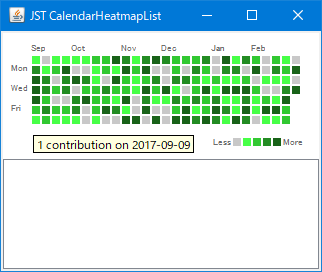 JST CalendarHeatmapList
Sep Oct Nov Dec Jan Feb
Mon
Wed
Fri
1 contribution on 2017-09-09
Less More